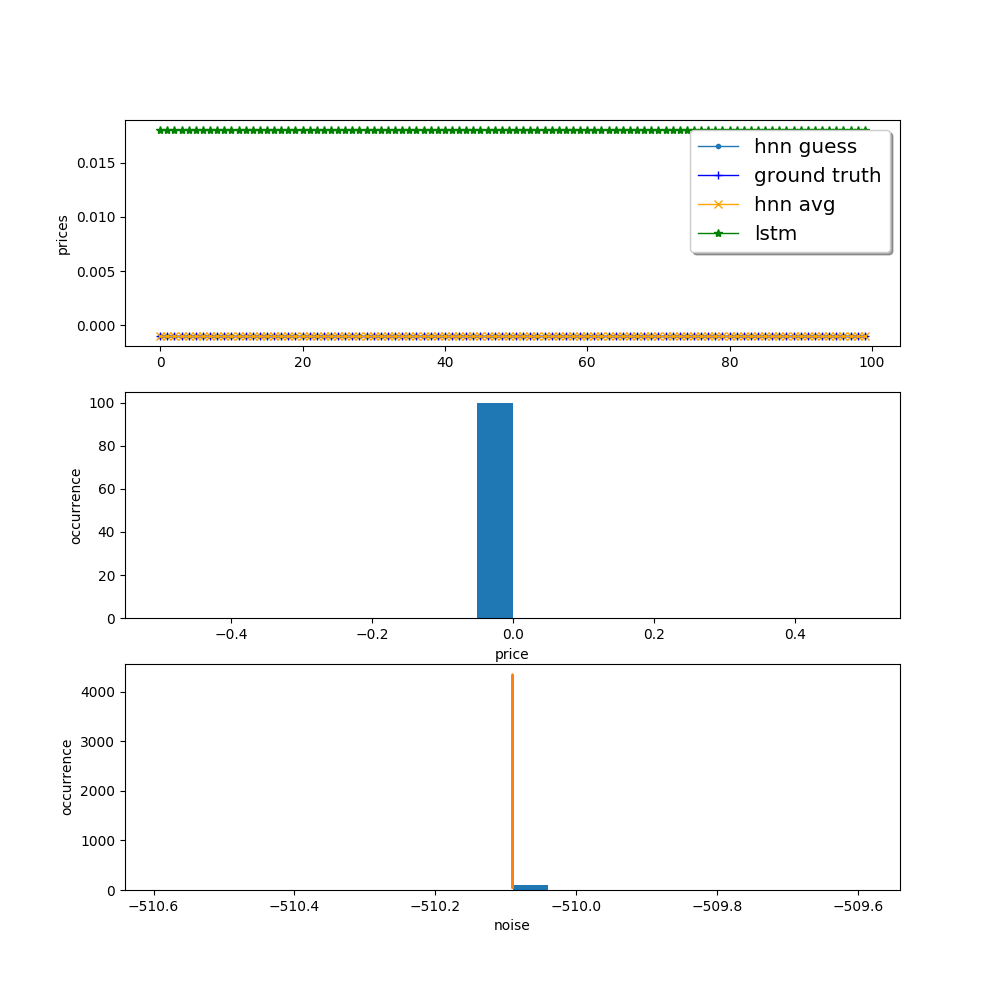 0.015
0.010
0.005
0.000
prices
hnn guess
ground truth
hnn avg
lstm
0 20 40 60 80 100
100
80
60
40
20
0
occurrence
−0.4 −0.2 0.0 0.2 0.4
price
4000
3000
2000
1000
0
occurrence
−510.6 −510.4 −510.2 −510.0 −509.8 −509.6
noise